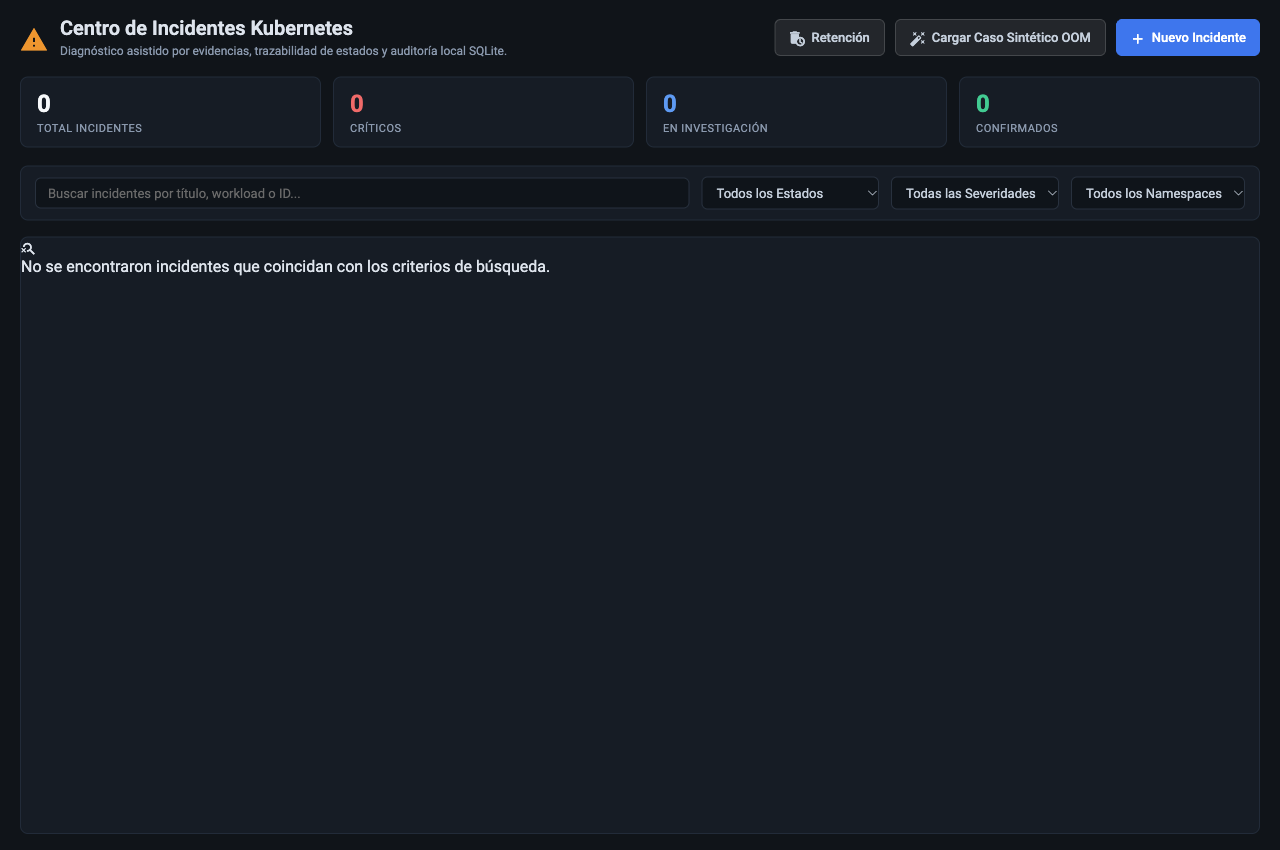 Centro de Incidentes Kubernetes
Diagnóstico asistido por evidencias, trazabilidad de estados y auditoría local SQLite.
Retención
Cargar Caso Sintético OOM
Nuevo Incidente
0
TOTAL INCIDENTES
0
CRÍTICOS
0
EN INVESTIGACIÓN
0
CONFIRMADOS
Buscar incidentes por título, workload o ID...
Todos los Estados
Todas las Severidades
Todos los Namespaces
No se encontraron incidentes que coincidan con los criterios de búsqueda.